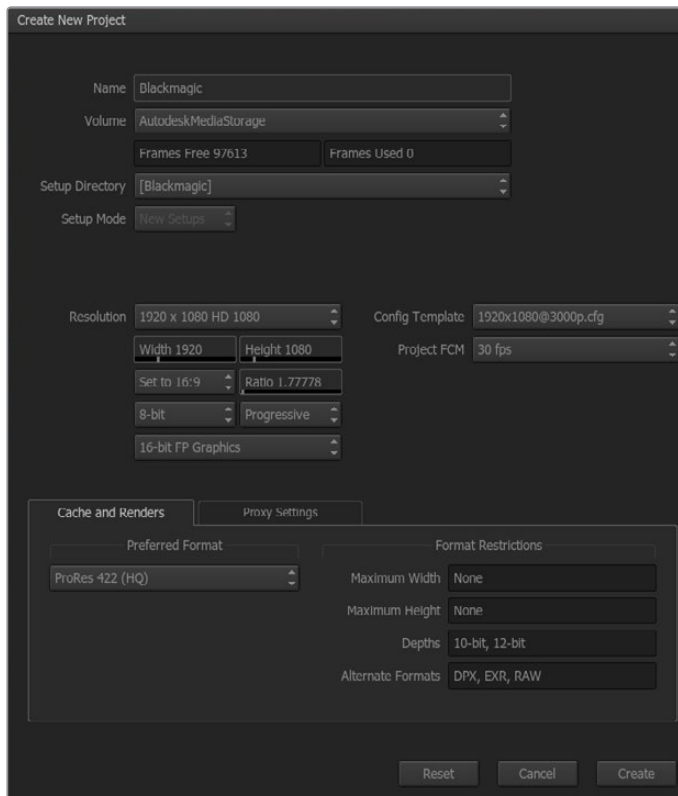 Create New Project
Name Blackmagic
Volume AutodeskMediaStorage
Frames Free 97613 Frames Used 0
Setup Directory [Blackmagic]
Setup Mode New Setups
Resolution 1920 x 1080 HD 1080 Config Template 1920x1080@3000p.cfg
Width 1920 Height 1080 Project FCM 30 fps
Set to 16:9 Ratio 1.77778
8-bit Progressive
16-bit FP Graphics
Cache and Renders Proxy Settings
Preferred Format Format Restrictions
ProRes 422 (HQ) Maximum Width None
Maximum Height None
Depths 10-bit, 12-bit
Alternate Formats DPX, EXR, RAW
Reset Cancel Create